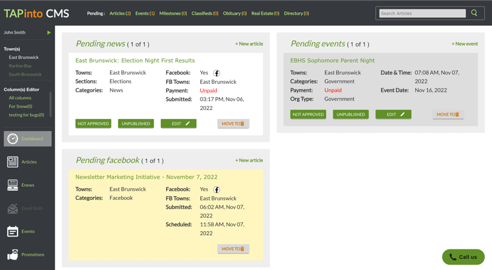 TAPinto CMS
Pending : Articles (3) Events (1) Milestones (3) Classifieds (0) Obituary (0) Real Estate (0) Directory (0)
Search Articles
John Smith
Town(s)
East Brunswick
South Brunswick
Column(s) Editor
All columns
For Snow(0)
testing for bugs(0)
Dashboard
Articles
Enews
Events
Promotions
Pending news ( 1 of 1 )
+ New article
East Brunswick: Election Night First Results
Towns: East Brunswick
Sections: Elections
Categories: News
Facebook: Yes
FB Towns: East Brunswick
Payment: Unpaid
Submitted: 03:17 PM, Nov 06, 2022
NOT APPROVED UNPUBLISHED EDIT MOVE TO
Pending events ( 1 of 1 )
+ New event
EBHS Sophomore Parent Night
Towns: East Brunswick
Categories: Government
Payment: Unpaid
Org Type: Government
Date & Time: 07:08 AM, Nov 07, 2022
Event Date: Nov 16, 2022
NOT APPROVED UNPUBLISHED EDIT MOVE TO
Pending facebook ( 1 of 1 )
+ New article
Newsletter Marketing Initiative - November 7, 2022
Towns: East Brunswick
Categories: Facebook
Facebook: Yes
FB Towns: East Brunswick
Submitted: 06:02 AM, Nov 07, 2022
Scheduled: 11:58 AM, Nov 07, 2022
MOVE TO
Call us